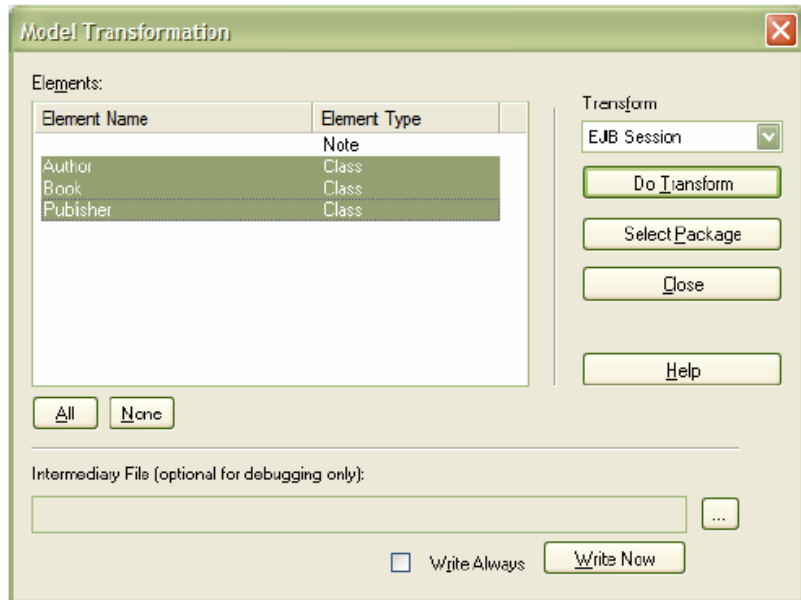 Model Transformation
Elements:
Element Name Element Type
Note
Author Class
Book Class
Pubisher Class
All None
Transform
EJB Session
Do Transform
Select Package
Close
Help
Intermediary File (optional for debugging only):
...
Write Always Write Now